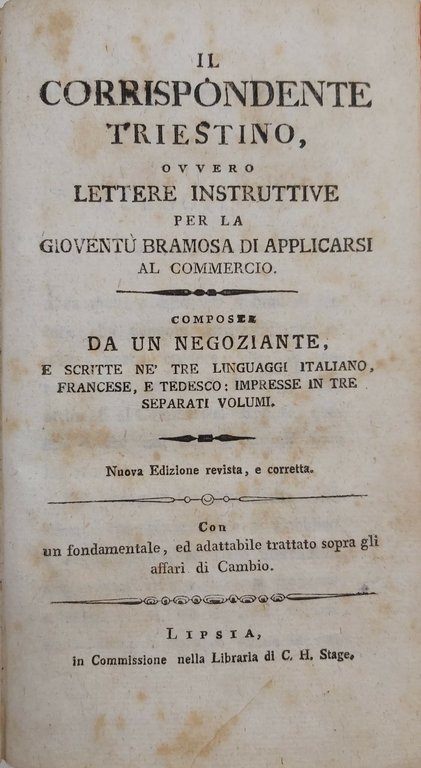 IL
CORRISPONDENTE
TRIESTINO,
OVVERO
LETTERE INSTRUTTIVE
PER LA
GIOVENTÙ BRAMOSA DI APPLICARSI
AL COMMERCIO.
COMPOSTE
DA UN NEGOZIANTE,
E SCRITTE NE' TRE LINGUAGGI ITALIANO,
FRANCESE, E TEDESCO: IMPRESSE IN TRE
SEPARATI VOLUMI.
Nuova Edizione revista, e corretta.
Con
un fondamentale, ed adattabile trattato sopra gli
affari di Cambio.
LIPSIA,
in Commissione nella Libraria di C. H. Stage.